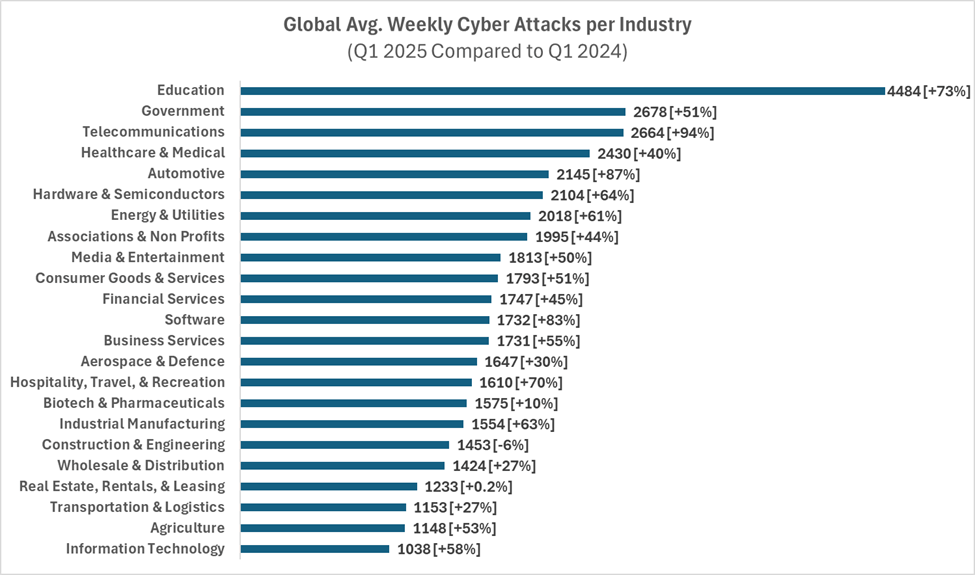 Global Avg. Weekly Cyber Attacks per Industry
(Q1 2025 Compared to Q1 2024)
Education 4484 [+73%]
Government 2678 [+51%]
Telecommunications 2664 [+94%]
Healthcare & Medical 2430 [+40%]
Automotive 2145 [+87%]
Hardware & Semiconductors 2104 [+64%]
Energy & Utilities 2018 [+61%]
Associations & Non Profits 1995 [+44%]
Media & Entertainment 1813 [+50%]
Consumer Goods & Services 1793 [+51%]
Financial Services 1747 [+45%]
Software 1732 [+83%]
Business Services 1731 [+55%]
Aerospace & Defence 1647 [+30%]
Hospitality, Travel, & Recreation 1610 [+70%]
Biotech & Pharmaceuticals 1575 [+10%]
Industrial Manufacturing 1554 [+63%]
Construction & Engineering 1453 [-6%]
Wholesale & Distribution 1424 [+27%]
Real Estate, Rentals, & Leasing 1233 [+0.2%]
Transportation & Logistics 1153 [+27%]
Agriculture 1148 [+53%]
Information Technology 1038 [+58%]